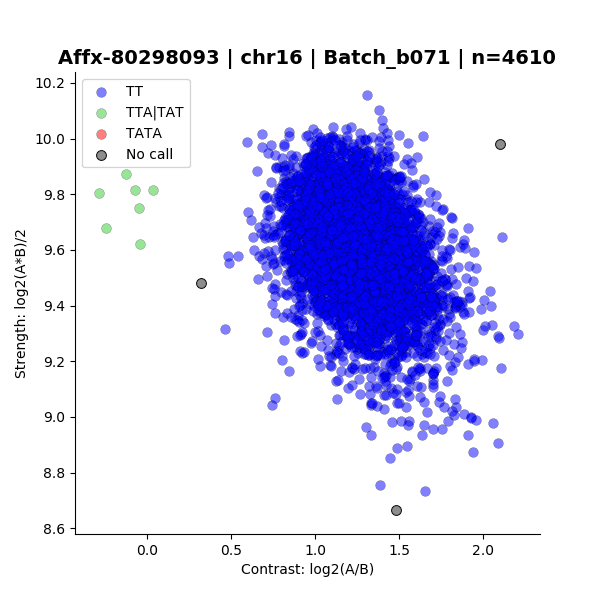 Affx-80298093 | chr16 | Batch_b071 | n=4610
TT
TTA|TAT
TATA
No call
Strength: log2(A*B)/2
10.2
10.0
9.8
9.6
9.4
9.2
9.0
8.8
8.6
0.0 0.5 1.0 1.5 2.0
Contrast: log2(A/B)